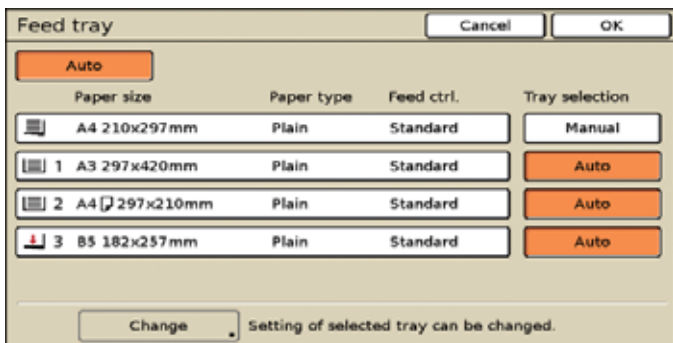 Feed tray Cancel OK
Auto
Paper size Paper type Feed ctrl. Tray selection
A4 210x297mm Plain Standard Manual
1 A3 297x420mm Plain Standard Auto
2 A4 297x210mm Plain Standard Auto
3 B5 182x257mm Plain Standard Auto
Change Setting of selected tray can be changed.